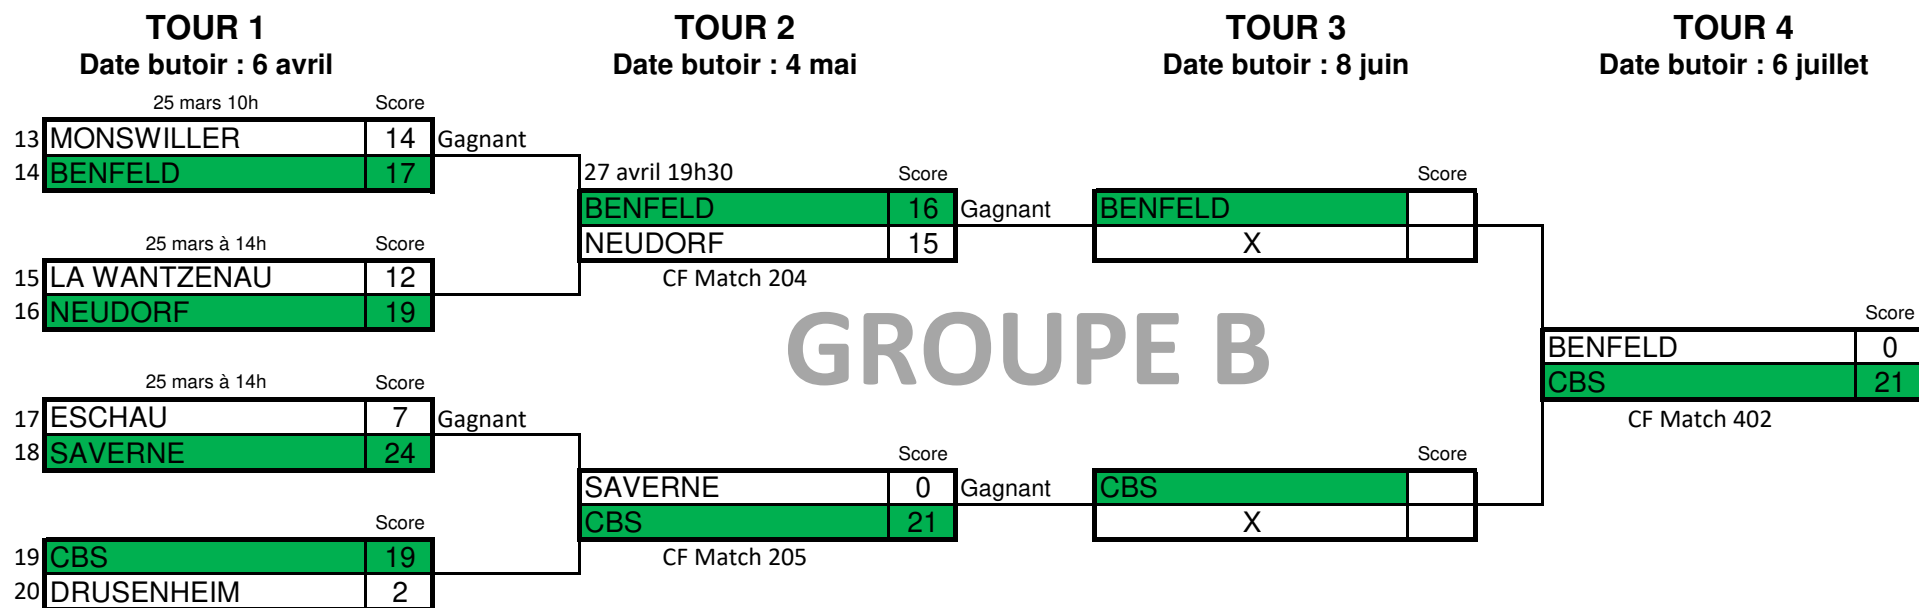 TOUR 1 TOUR 2 TOUR 3 TOUR 4
Date butoir : 6 avril Date butoir : 4 mai Date butoir : 8 juin Date butoir : 6 juillet
25 mars 10h Score
13 MONSWILLER 14 Gagnant
14 BENFELD 17
27 avril 19h30 Score Score
BENFELD 16 Gagnant BENFELD
NEUDORF 15 X
CF Match 204
25 mars à 14h Score
15 LA WANTZENAU 12
16 NEUDORF 19
GROUPE B
Score
BENFELD 0
CBS 21
CF Match 402
25 mars à 14h Score
17 ESCHAU 7 Gagnant
18 SAVERNE 24
Score Score
SAVERNE 0 Gagnant CBS
CBS 21 X
CF Match 205
Score
19 CBS 19
20 DRUSENHEIM 2